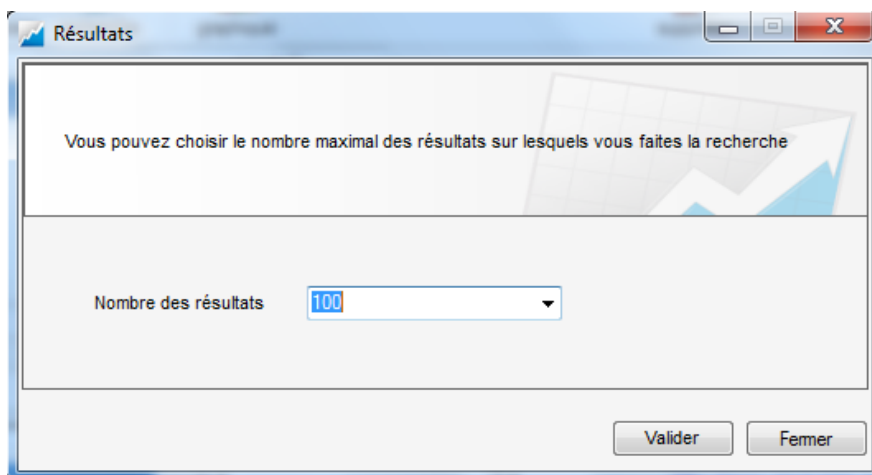 Résultats
Vous pouvez choisir le nombre maximal des résultats sur lesquels vous faites la recherche
Nombre des résultats
100
Valider
Fermer